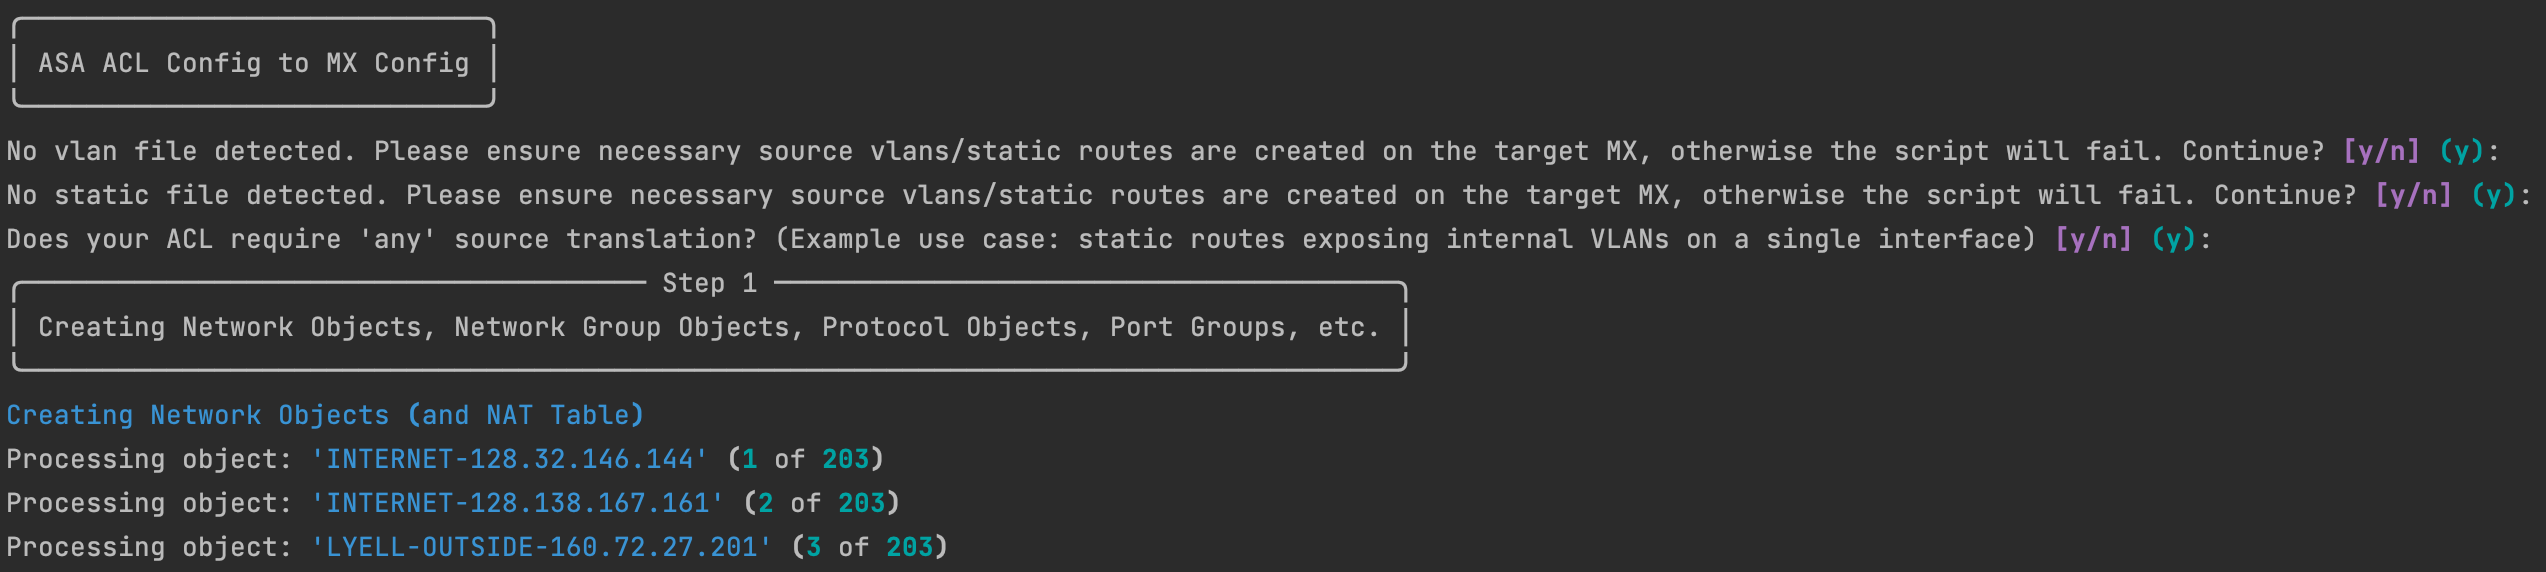 ASA ACL Config to MX Config
No vlan file detected. Please ensure necessary source vlans/static routes are created on the target MX, otherwise the script will fail. Continue? [y/n] (y):
No static file detected. Please ensure necessary source vlans/static routes are created on the target MX, otherwise the script will fail. Continue? [y/n] (y):
Does your ACL require 'any' source translation? (Example use case: static routes exposing internal VLANs on a single interface) [y/n] (y):
Step 1
Creating Network Objects, Network Group Objects, Protocol Objects, Port Groups, etc.
Creating Network Objects (and NAT Table)
Processing object: 'INTERNET-128.32.146.144' (1 of 203)
Processing object: 'INTERNET-128.138.167.161' (2 of 203)
Processing object: 'LYELL-OUTSIDE-160.72.27.201' (3 of 203)